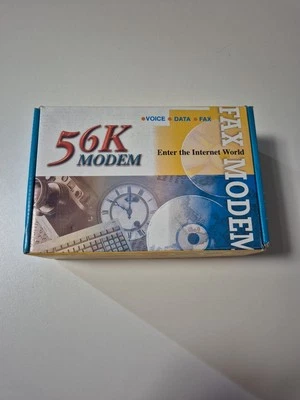 VOICE DATA FAX
56K
MODEM
Enter the Internet World
FAX MODEM